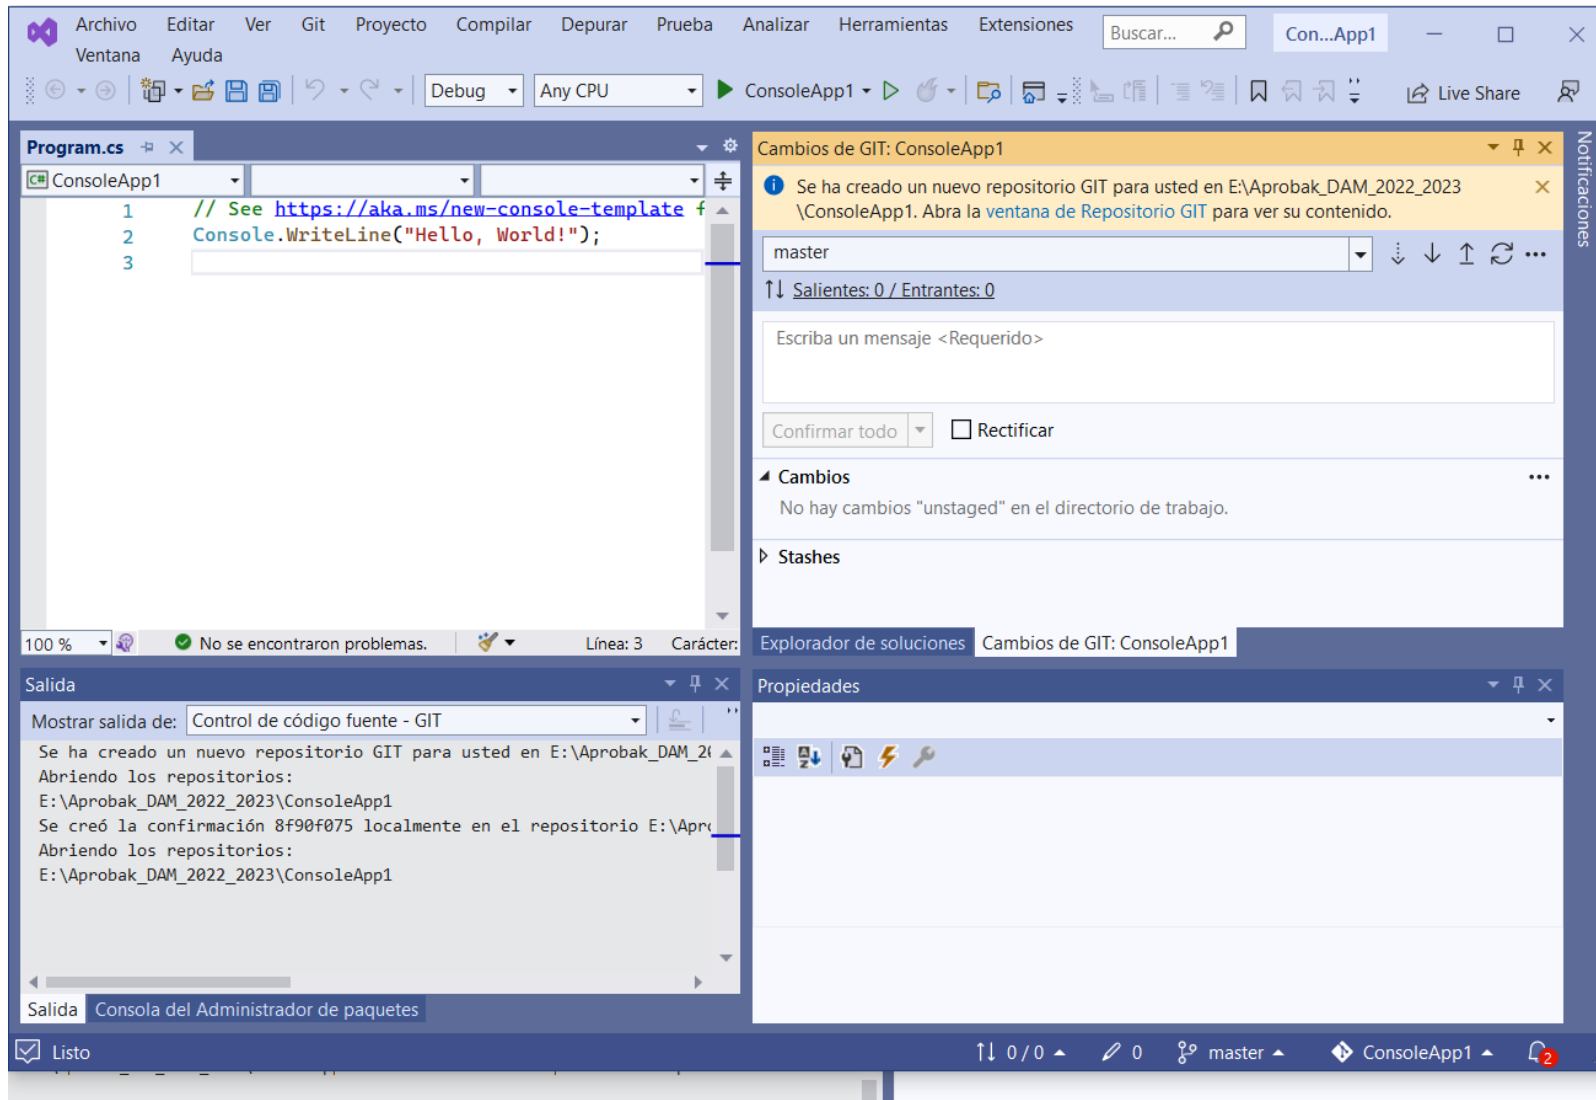 Archivo Editar Ver Git Proyecto Compilar Depurar Prueba Analizar Herramientas Extensiones Buscar... Con...App1
Ventana Ayuda
Debug Any CPU ConsoleApp1 Live Share
Program.cs
C# ConsoleApp1
1 // See https://aka.ms/new-console-template f
2 Console.WriteLine("Hello, World!");
3
100 % No se encontraron problemas. Línea: 3 Carácter:
Cambios de GIT: ConsoleApp1
Se ha creado un nuevo repositorio GIT para usted en E:\Aprobak_DAM_2022_2023
\ConsoleApp1. Abra la ventana de Repositorio GIT para ver su contenido.
master
Salientes: 0 / Entrantes: 0
Escriba un mensaje <Requerido>
Confirmar todo Rectificar
Cambios
No hay cambios "unstaged" en el directorio de trabajo.
Stashes
Explorador de soluciones Cambios de GIT: ConsoleApp1
Notificaciones
Salida
Mostrar salida de: Control de código fuente - GIT
Se ha creado un nuevo repositorio GIT para usted en E:\Aprobak_DAM_20
Abriendo los repositorios:
E:\Aprobak_DAM_2022_2023\ConsoleApp1
Se creó la confirmación 8f90f075 localmente en el repositorio E:\Apro
Abriendo los repositorios:
E:\Aprobak_DAM_2022_2023\ConsoleApp1
Salida Consola del Administrador de paquetes
Propiedades
Listo 0 / 0 0 master ConsoleApp1 2